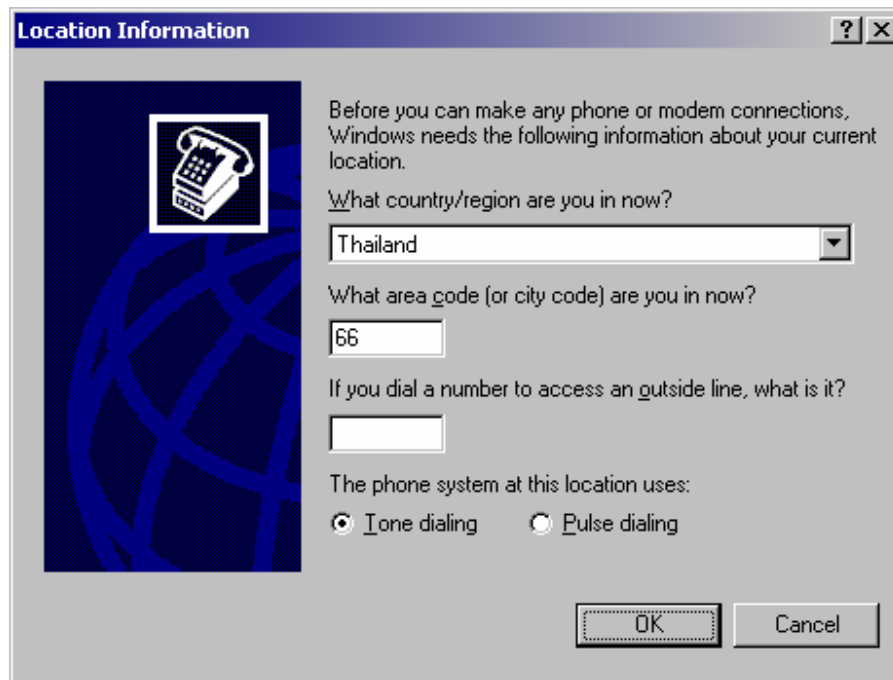 Location Information
Before you can make any phone or modem connections,
Windows needs the following information about your current
location.
What country/region are you in now?
Thailand
What area code (or city code) are you in now?
66
If you dial a number to access an outside line, what is it?
The phone system at this location uses:
Tone dialing Pulse dialing
OK Cancel